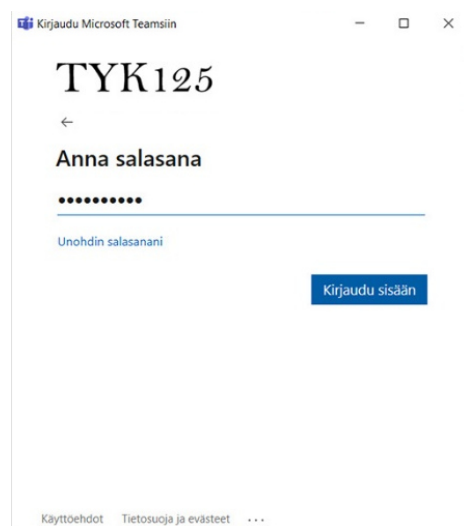 Kirjaudu Microsoft Teamsiin
TYK125
Anna salasana
Unohdin salasanani
Kirjaudu sisään
Käyttöehdot Tietosuoja ja evästeet ...